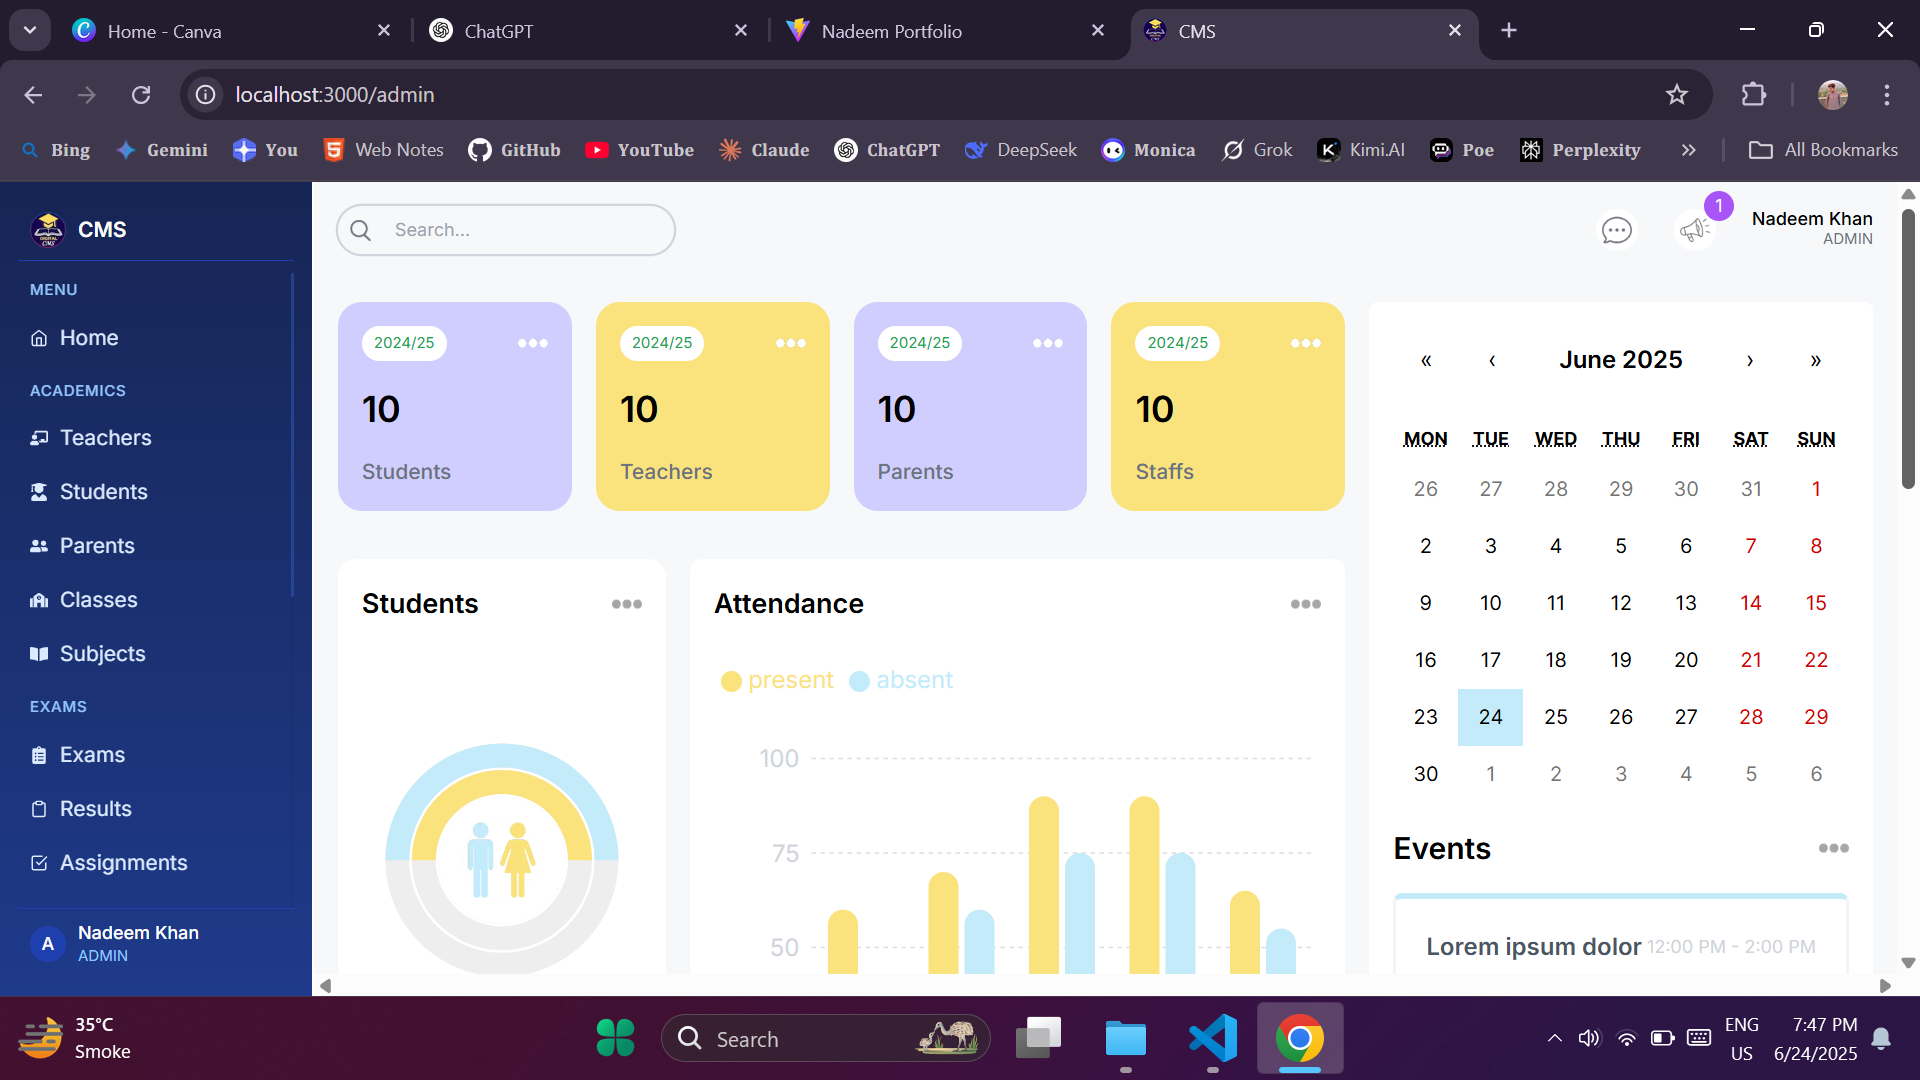 Home - Canva
ChatGPT
Nadeem Portfolio
CMS
localhost:3000/admin
Bing
Gemini
You
Web Notes
GitHub
YouTube
Claude
ChatGPT
DeepSeek
Monica
Grok
Kimi.AI
Poe
Perplexity
All Bookmarks
CMS
MENU
Home
ACADEMICS
Teachers
Students
Parents
Classes
Subjects
EXAMS
Exams
Results
Assignments
A
Nadeem Khan
ADMIN
Search...
1
Nadeem Khan
ADMIN
2024/25
10
Students
2024/25
10
Teachers
2024/25
10
Parents
2024/25
10
Staffs
Students
Attendance
present absent
100
75
50
« ‹ June 2025 › »
MON TUE WED THU FRI SAT SUN
26 27 28 29 30 31 1
2 3 4 5 6 7 8
9 10 11 12 13 14 15
16 17 18 19 20 21 22
23 24 25 26 27 28 29
30 1 2 3 4 5 6
Events
Lorem ipsum dolor 12:00 PM - 2:00 PM
35°C
Smoke
Search
ENG
US
7:47 PM
6/24/2025